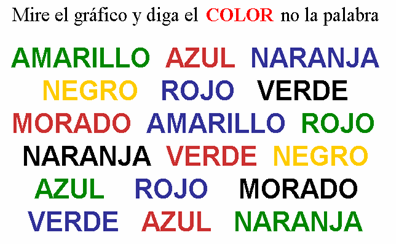 Mire el gráfico y diga el COLOR no la palabra
AMARILLO AZUL NARANJA
NEGRO ROJO VERDE
MORADO AMARILLO ROJO
NARANJA VERDE NEGRO
AZUL ROJO MORADO
VERDE AZUL NARANJA